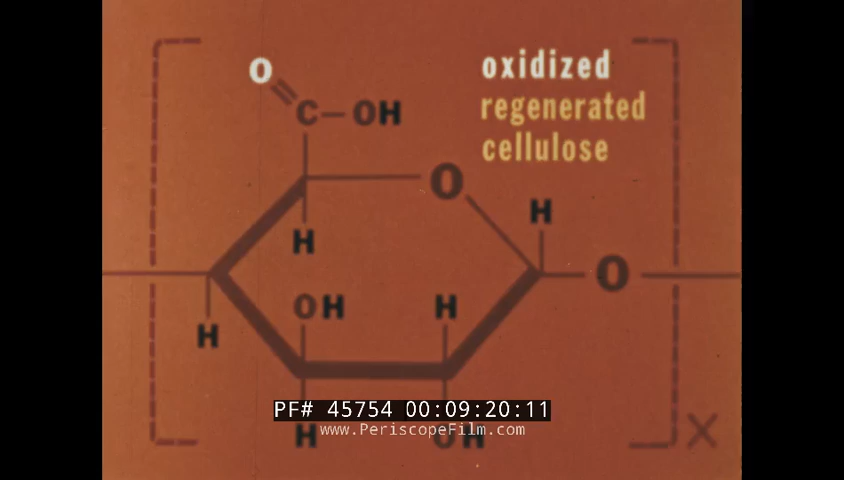 oxidized
regenerated
cellulose
O
C OH
O
H
H
O
OH H
H
H OH
X
PF# 45754 00:09:20:11
www.PeriscopeFilm.com